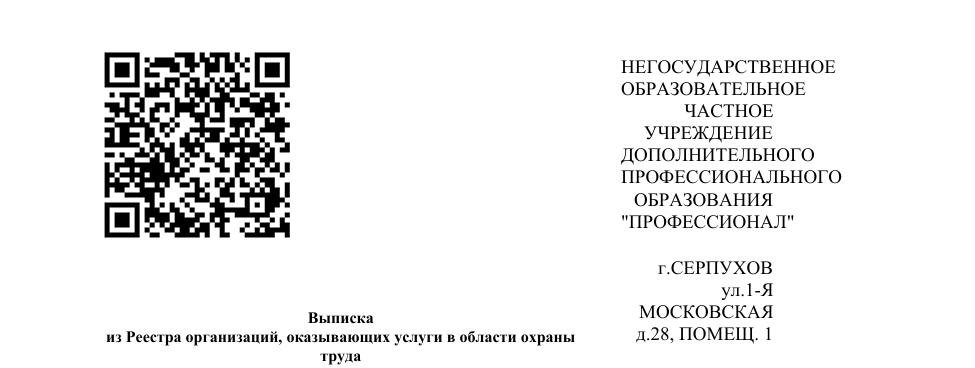 НЕГОСУДАРСТВЕННОЕ
ОБРАЗОВАТЕЛЬНОЕ
ЧАСТНОЕ
УЧРЕЖДЕНИЕ
ДОПОЛНИТЕЛЬНОГО
ПРОФЕССИОНАЛЬНОГО
ОБРАЗОВАНИЯ
"ПРОФЕССИОНАЛ"
г.СЕРПУХОВ
ул.1-Я
МОСКОВСКАЯ
д.28, ПОМЕЩ. 1
Выписка
из Реестра организаций, оказывающих услуги в области охраны
труда